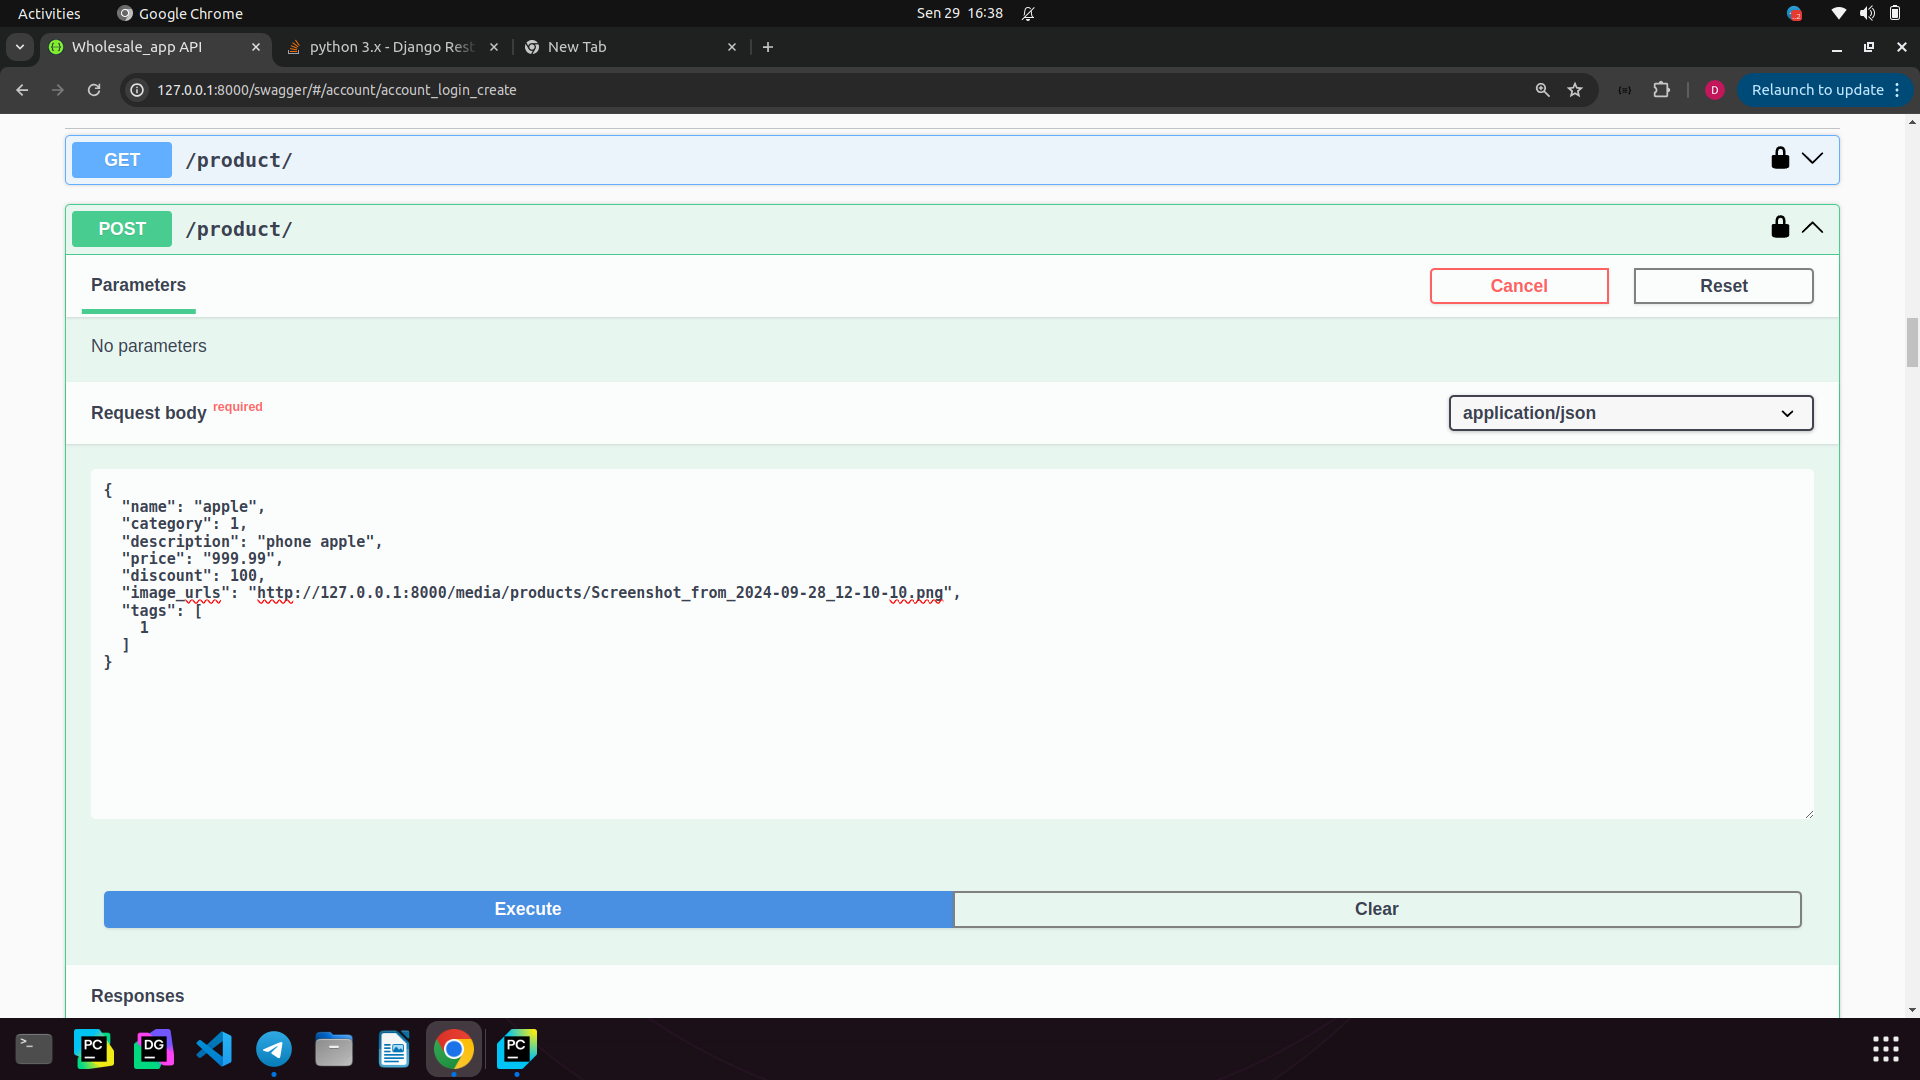 Activities
Google Chrome
Sen 29 16:38
Wholesale_app API
python 3.x - Django Rest
New Tab
127.0.0.1:8000/swagger/#/account/account_login_create
D
Relaunch to update
GET /product/
POST /product/
Parameters
Cancel
Reset
No parameters
Request body required
application/json
{
"name": "apple",
"category": 1,
"description": "phone apple",
"price": "999.99",
"discount": 100,
"image_urls": "http://127.0.0.1:8000/media/products/Screenshot_from_2024-09-28_12-10-10.png",
"tags": [
1
]
}
Execute
Clear
Responses
>_
PC
DG
PC